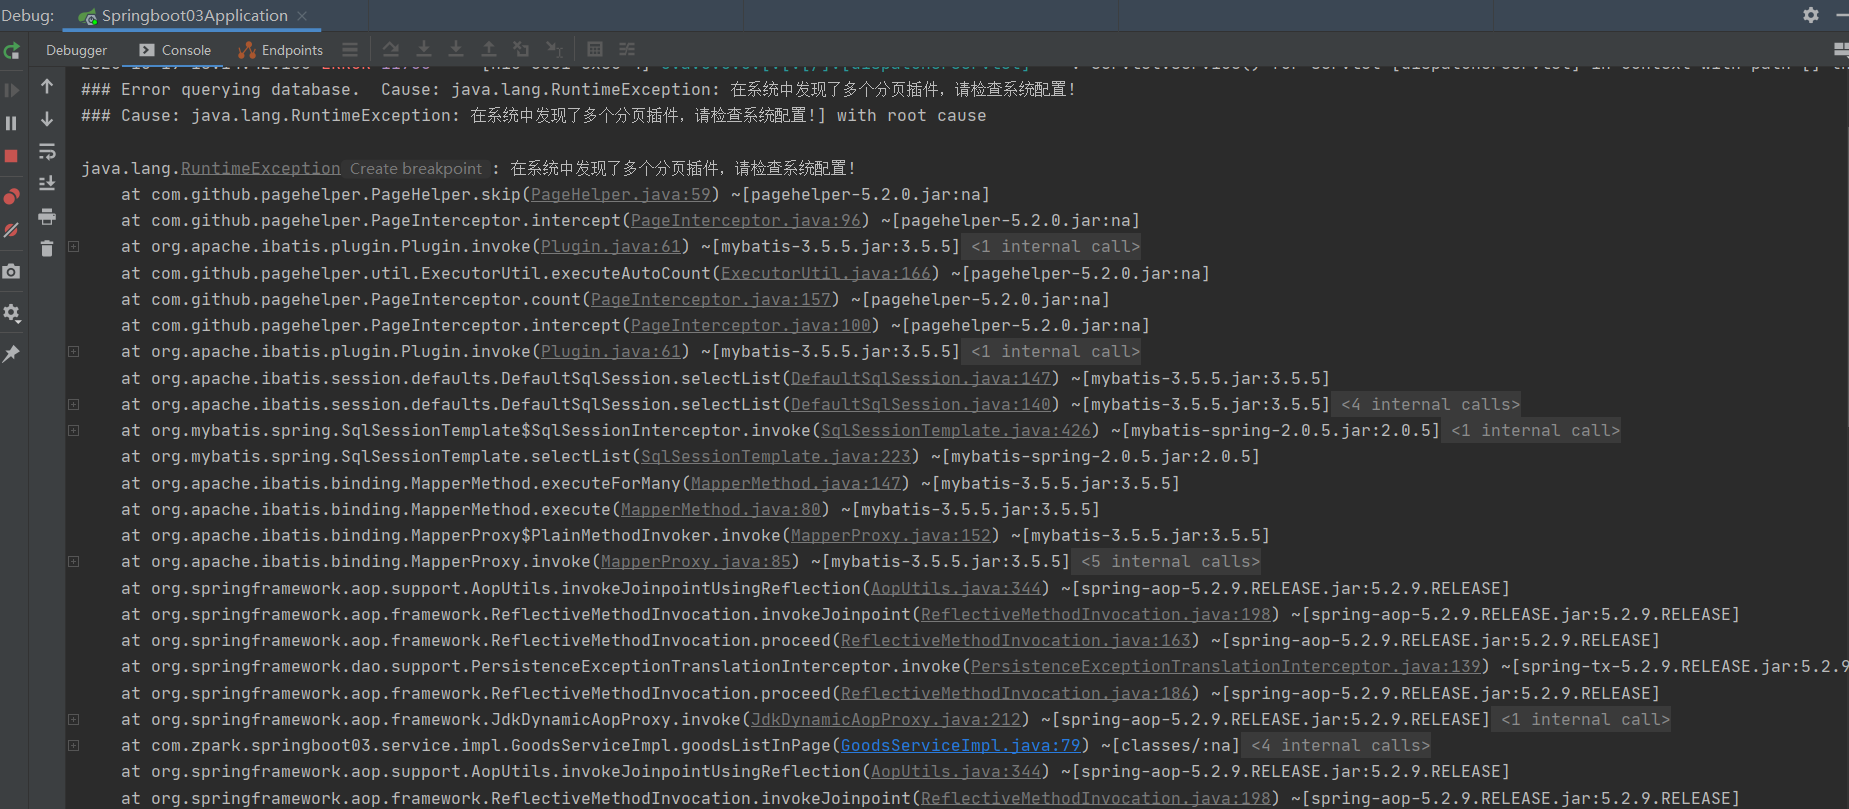 Debug: Springboot03Application
Debugger Console Endpoints
### Error querying database.  Cause: java.lang.RuntimeException: 在系统中发现了多个分页插件，请检查系统配置!
### Cause: java.lang.RuntimeException: 在系统中发现了多个分页插件，请检查系统配置!] with root cause
java.lang.RuntimeException Create breakpoint : 在系统中发现了多个分页插件，请检查系统配置!
at com.github.pagehelper.PageHelper.skip(PageHelper.java:59) ~[pagehelper-5.2.0.jar:na]
at com.github.pagehelper.PageInterceptor.intercept(PageInterceptor.java:96) ~[pagehelper-5.2.0.jar:na]
at org.apache.ibatis.plugin.Plugin.invoke(Plugin.java:61) ~[mybatis-3.5.5.jar:3.5.5] <1 internal call>
at com.github.pagehelper.util.ExecutorUtil.executeAutoCount(ExecutorUtil.java:166) ~[pagehelper-5.2.0.jar:na]
at com.github.pagehelper.PageInterceptor.count(PageInterceptor.java:157) ~[pagehelper-5.2.0.jar:na]
at com.github.pagehelper.PageInterceptor.intercept(PageInterceptor.java:100) ~[pagehelper-5.2.0.jar:na]
at org.apache.ibatis.plugin.Plugin.invoke(Plugin.java:61) ~[mybatis-3.5.5.jar:3.5.5] <1 internal call>
at org.apache.ibatis.session.defaults.DefaultSqlSession.selectList(DefaultSqlSession.java:147) ~[mybatis-3.5.5.jar:3.5.5]
at org.apache.ibatis.session.defaults.DefaultSqlSession.selectList(DefaultSqlSession.java:140) ~[mybatis-3.5.5.jar:3.5.5] <4 internal calls>
at org.mybatis.spring.SqlSessionTemplate$SqlSessionInterceptor.invoke(SqlSessionTemplate.java:426) ~[mybatis-spring-2.0.5.jar:2.0.5] <1 internal call>
at org.mybatis.spring.SqlSessionTemplate.selectList(SqlSessionTemplate.java:223) ~[mybatis-spring-2.0.5.jar:2.0.5]
at org.apache.ibatis.binding.MapperMethod.executeForMany(MapperMethod.java:147) ~[mybatis-3.5.5.jar:3.5.5]
at org.apache.ibatis.binding.MapperMethod.execute(MapperMethod.java:80) ~[mybatis-3.5.5.jar:3.5.5]
at org.apache.ibatis.binding.MapperProxy$PlainMethodInvoker.invoke(MapperProxy.java:152) ~[mybatis-3.5.5.jar:3.5.5]
at org.apache.ibatis.binding.MapperProxy.invoke(MapperProxy.java:85) ~[mybatis-3.5.5.jar:3.5.5] <5 internal calls>
at org.springframework.aop.support.AopUtils.invokeJoinpointUsingReflection(AopUtils.java:344) ~[spring-aop-5.2.9.RELEASE.jar:5.2.9.RELEASE]
at org.springframework.aop.framework.ReflectiveMethodInvocation.invokeJoinpoint(ReflectiveMethodInvocation.java:198) ~[spring-aop-5.2.9.RELEASE.jar:5.2.9.RELEASE]
at org.springframework.aop.framework.ReflectiveMethodInvocation.proceed(ReflectiveMethodInvocation.java:163) ~[spring-aop-5.2.9.RELEASE.jar:5.2.9.RELEASE]
at org.springframework.dao.support.PersistenceExceptionTranslationInterceptor.invoke(PersistenceExceptionTranslationInterceptor.java:139) ~[spring-tx-5.2.9.RELEASE.jar:5.2.9
at org.springframework.aop.framework.ReflectiveMethodInvocation.proceed(ReflectiveMethodInvocation.java:186) ~[spring-aop-5.2.9.RELEASE.jar:5.2.9.RELEASE]
at org.springframework.aop.framework.JdkDynamicAopProxy.invoke(JdkDynamicAopProxy.java:212) ~[spring-aop-5.2.9.RELEASE.jar:5.2.9.RELEASE] <1 internal call>
at com.zpark.springboot03.service.impl.GoodsServiceImpl.goodsListInPage(GoodsServiceImpl.java:79) ~[classes/:na] <4 internal calls>
at org.springframework.aop.support.AopUtils.invokeJoinpointUsingReflection(AopUtils.java:344) ~[spring-aop-5.2.9.RELEASE.jar:5.2.9.RELEASE]
at org.springframework.aop.framework.ReflectiveMethodInvocation.invokeJoinpoint(ReflectiveMethodInvocation.java:198) ~[spring-aop-5.2.9.RELEASE.jar:5.2.9.RELEASE]